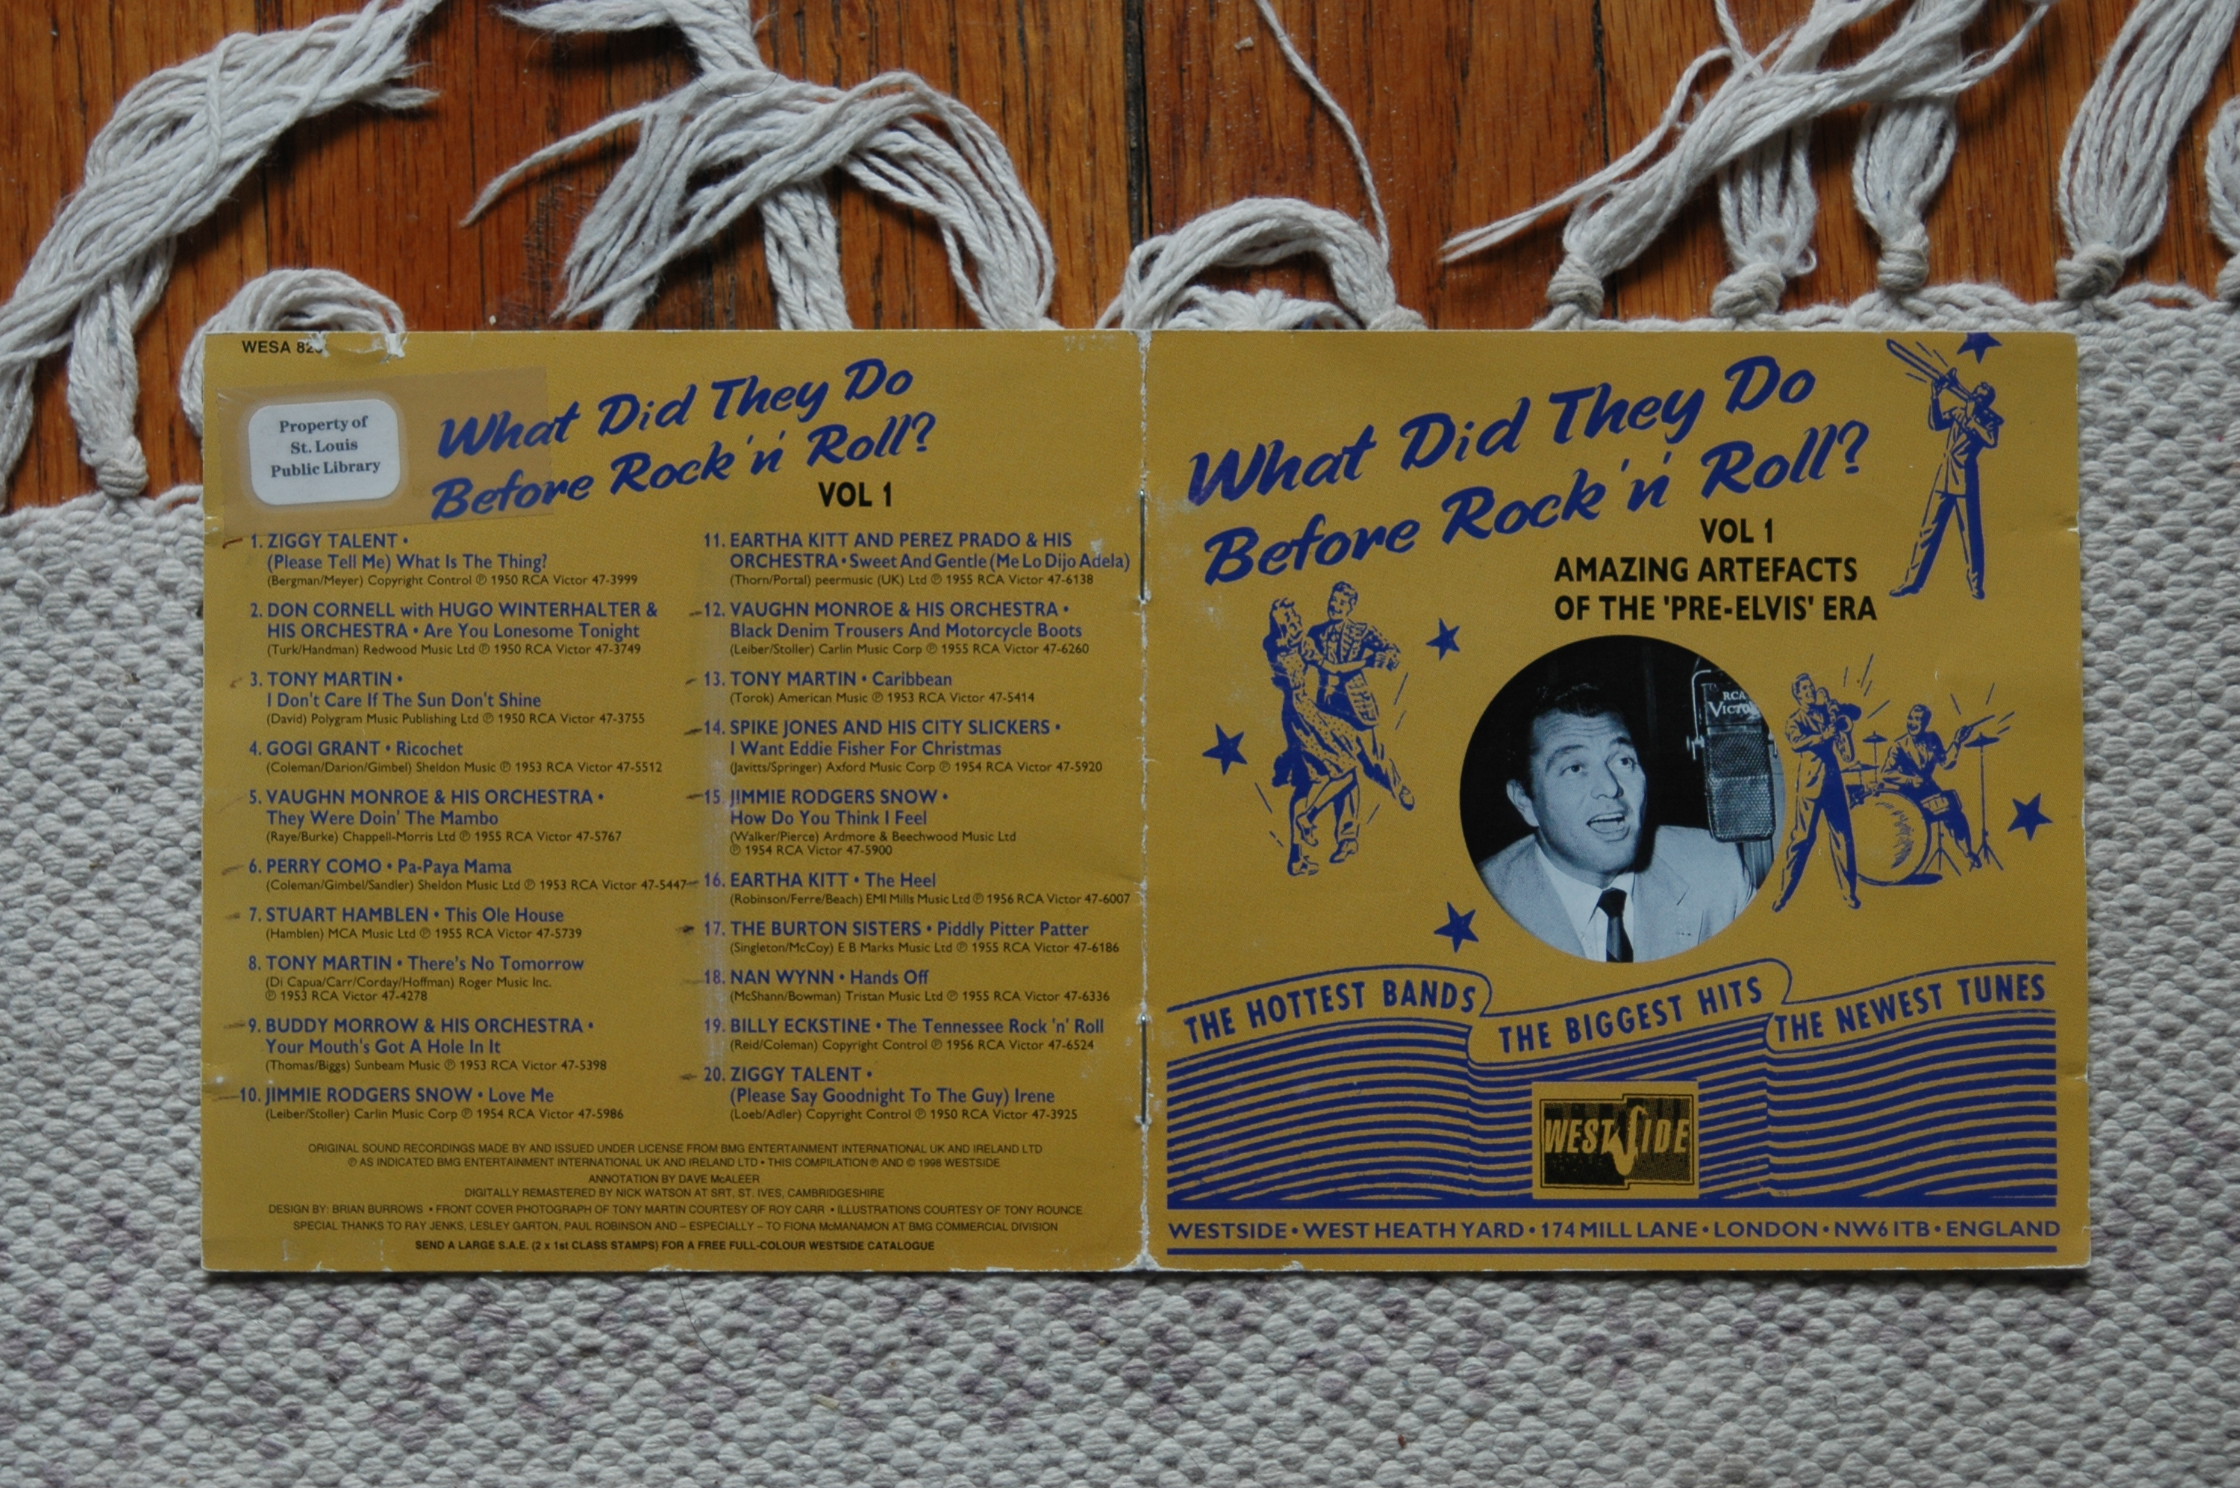 WESA 82
Property of
St. Louis
Public Library
What Did They Do
Before Rock 'n' Roll?
VOL 1
1. ZIGGY TALENT •
(Please Tell Me) What Is The Thing?
(Bergman/Meyer) Copyright Control ℗ 1950 RCA Victor 47-3999
2. DON CORNELL with HUGO WINTERHALTER &
HIS ORCHESTRA • Are You Lonesome Tonight
(Turk/Handman) Redwood Music Ltd ℗ 1950 RCA Victor 47-3749
3. TONY MARTIN •
I Don't Care If The Sun Don't Shine
(David) Polygram Music Publishing Ltd ℗ 1950 RCA Victor 47-3755
4. GOGI GRANT • Ricochet
(Coleman/Darion/Gimbel) Sheldon Music ℗ 1953 RCA Victor 47-5512
5. VAUGHN MONROE & HIS ORCHESTRA •
They Were Doin' The Mambo
(Raye/Burke) Chappell-Morris Ltd ℗ 1955 RCA Victor 47-5767
6. PERRY COMO • Pa-Paya Mama
(Coleman/Gimbel/Sandler) Sheldon Music Ltd ℗ 1953 RCA Victor 47-5447
7. STUART HAMBLEN • This Ole House
(Hamblen) MCA Music Ltd ℗ 1955 RCA Victor 47-5739
8. TONY MARTIN • There's No Tomorrow
(Di Capua/Carr/Corday/Hoffman) Roger Music Inc.
℗ 1953 RCA Victor 47-4278
9. BUDDY MORROW & HIS ORCHESTRA •
Your Mouth's Got A Hole In It
(Thomas/Biggs) Sunbeam Music ℗ 1953 RCA Victor 47-5398
10. JIMMIE RODGERS SNOW • Love Me
(Leiber/Stoller) Carlin Music Corp ℗ 1954 RCA Victor 47-5986
11. EARTHA KITT AND PEREZ PRADO & HIS
ORCHESTRA • Sweet And Gentle (Me Lo Dijo Adela)
(Thorn/Portal) peermusic (UK) Ltd ℗ 1955 RCA Victor 47-6138
12. VAUGHN MONROE & HIS ORCHESTRA •
Black Denim Trousers And Motorcycle Boots
(Leiber/Stoller) Carlin Music Corp ℗ 1955 RCA Victor 47-6260
13. TONY MARTIN • Caribbean
(Torok) American Music ℗ 1953 RCA Victor 47-5414
14. SPIKE JONES AND HIS CITY SLICKERS •
I Want Eddie Fisher For Christmas
(Javitts/Springer) Axford Music Corp ℗ 1954 RCA Victor 47-5920
15. JIMMIE RODGERS SNOW •
How Do You Think I Feel
(Walker/Pierce) Ardmore & Beechwood Music Ltd
℗ 1954 RCA Victor 47-5900
16. EARTHA KITT • The Heel
(Robinson/Ferre/Beach) EMI Mills Music Ltd ℗ 1956 RCA Victor 47-6007
17. THE BURTON SISTERS • Piddly Pitter Patter
(Singleton/McCoy) E B Marks Music Ltd ℗ 1955 RCA Victor 47-6186
18. NAN WYNN • Hands Off
(McShann/Bowman) Tristan Music Ltd ℗ 1955 RCA Victor 47-6336
19. BILLY ECKSTINE • The Tennessee Rock 'n' Roll
(Reid/Coleman) Copyright Control ℗ 1956 RCA Victor 47-6524
20. ZIGGY TALENT •
(Please Say Goodnight To The Guy) Irene
(Loeb/Adler) Copyright Control ℗ 1950 RCA Victor 47-3925
ORIGINAL SOUND RECORDINGS MADE BY AND ISSUED UNDER LICENSE FROM BMG ENTERTAINMENT INTERNATIONAL UK AND IRELAND LTD
℗ AS INDICATED BMG ENTERTAINMENT INTERNATIONAL UK AND IRELAND LTD • THIS COMPILATION ℗ AND © 1998 WESTSIDE
ANNOTATION BY DAVE McALEER
DIGITALLY REMASTERED BY NICK WATSON AT SRT, ST. IVES, CAMBRIDGESHIRE
DESIGN BY: BRIAN BURROWS • FRONT COVER PHOTOGRAPH OF TONY MARTIN COURTESY OF ROY CARR • ILLUSTRATIONS COURTESY OF TONY ROUNCE
SPECIAL THANKS TO RAY JENKS, LESLEY GARTON, PAUL ROBINSON AND – ESPECIALLY – TO FIONA McMANAMON AT BMG COMMERCIAL DIVISION
SEND A LARGE S.A.E. (2 x 1st CLASS STAMPS) FOR A FREE FULL-COLOUR WESTSIDE CATALOGUE
What Did They Do
Before Rock 'n' Roll?
VOL 1
AMAZING ARTEFACTS
OF THE 'PRE-ELVIS' ERA
RCA
VICTOR
THE HOTTEST BANDS
THE BIGGEST HITS
THE NEWEST TUNES
WESTSIDE
WESTSIDE • WEST HEATH YARD • 174 MILL LANE • LONDON • NW6 1TB • ENGLAND